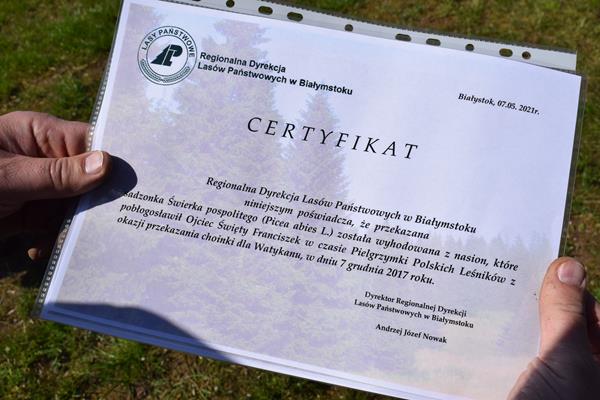 LASY PAŃSTWOWE
Regionalna Dyrekcja
Lasów Państwowych w Białymstoku
Białystok, 07.05. 2021r.
CERTYFIKAT
Regionalna Dyrekcja Lasów Państwowych w Białymstoku
niniejszym poświadcza, że przekazana
sadzonka Świerka pospolitego (Picea abies L.) została wyhodowana z nasion, które
pobłogosławił Ojciec Święty Franciszek w czasie Pielgrzymki Polskich Leśników z
okazji przekazania choinki dla Watykanu, w dniu 7 grudnia 2017 roku.
Dyrektor Regionalnej Dyrekcji
Lasów Państwowych w Białymstoku
Andrzej Józef Nowak